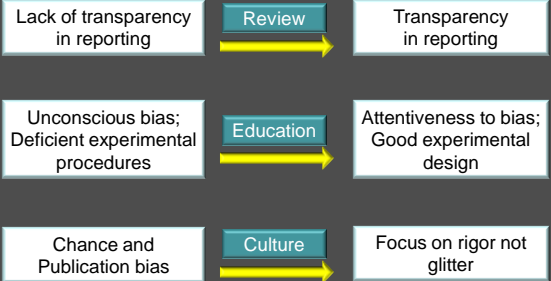 Lack of transparency
in reporting
Review
Transparency
in reporting
Unconscious bias;
Deficient experimental
procedures
Education
Attentiveness to bias;
Good experimental
design
Chance and
Publication bias
Culture
Focus on rigor not
glitter